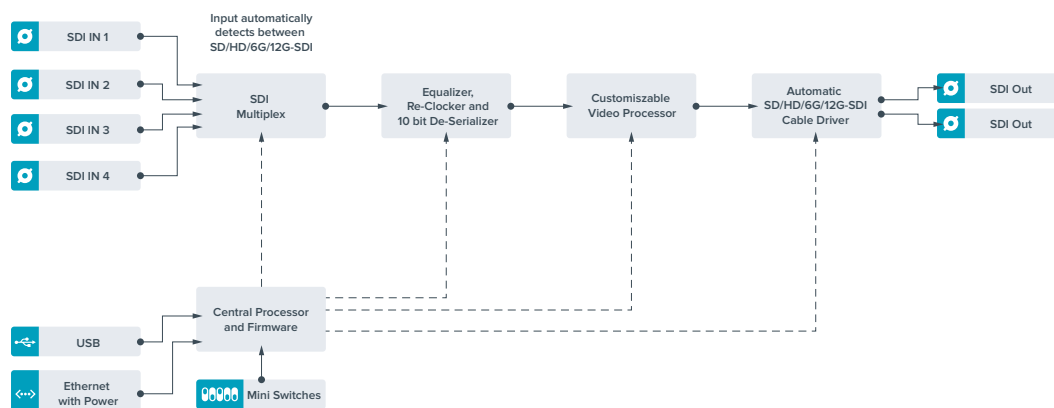 Input automatically
detects between
SD/HD/6G/12G-SDI
SDI IN 1
SDI IN 2
SDI IN 3
SDI IN 4
SDI
Multiplex
Equalizer,
Re-Clocker and
10 bit De-Serializer
Customiszable
Video Processor
Automatic
SD/HD/6G/12G-SDI
Cable Driver
SDI Out
SDI Out
Central Processor
and Firmware
USB
Ethernet
with Power
Mini Switches